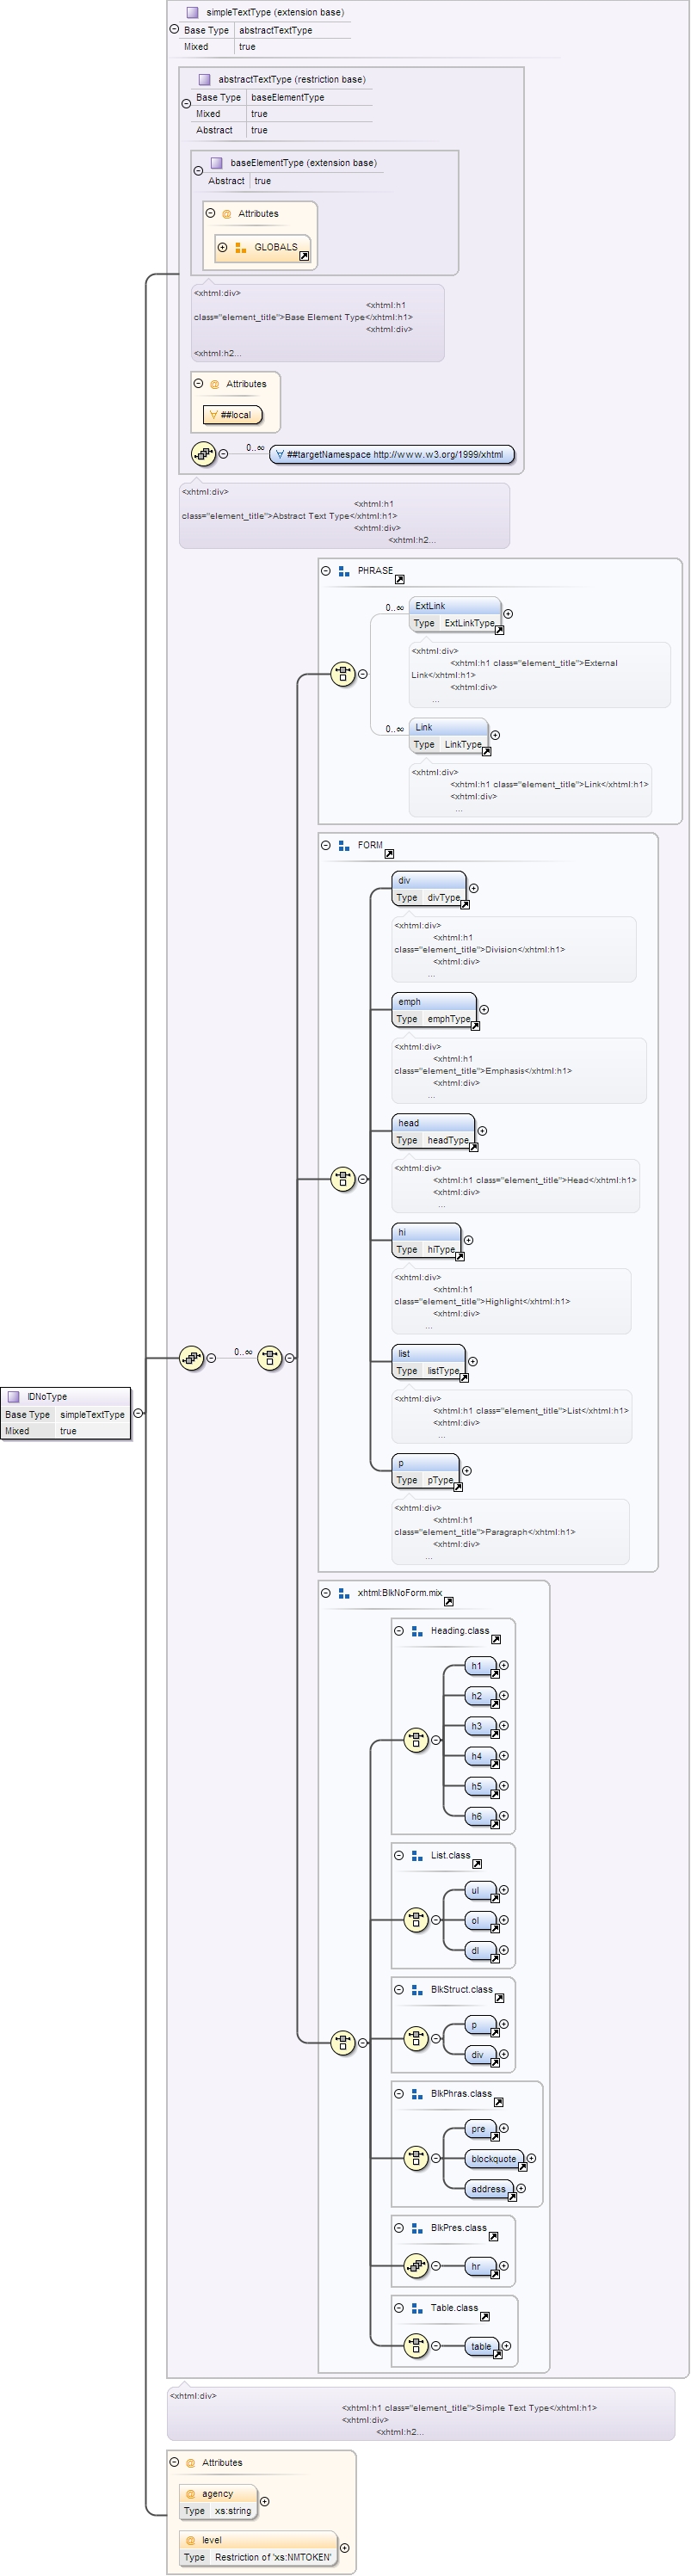 simpleTextType (extension base)
Base Type abstractTextType
Mixed true
abstractTextType (restriction base)
Base Type baseElementType
Mixed true
Abstract true
baseElementType (extension base)
Abstract true
@ Attributes
GLOBALS
<xhtml:div>
<xhtml:h1
class="element_title">Base Element Type</xhtml:h1>
<xhtml:div>
<xhtml:h2...
@ Attributes
∀ ##local
0..∞
∀ ##targetNamespace http://www.w3.org/1999/xhtml
<xhtml:div>
<xhtml:h1
class="element_title">Abstract Text Type</xhtml:h1>
<xhtml:div>
<xhtml:h2...
PHRASE
0..∞
ExtLink
Type ExtLinkType
<xhtml:div>
<xhtml:h1 class="element_title">External
Link</xhtml:h1>
<xhtml:div>
...
0..∞
Link
Type LinkType
<xhtml:div>
<xhtml:h1 class="element_title">Link</xhtml:h1>
<xhtml:div>
...
FORM
div
Type divType
<xhtml:div>
<xhtml:h1
class="element_title">Division</xhtml:h1>
<xhtml:div>
...
emph
Type emphType
<xhtml:div>
<xhtml:h1
class="element_title">Emphasis</xhtml:h1>
<xhtml:div>
...
head
Type headType
<xhtml:div>
<xhtml:h1 class="element_title">Head</xhtml:h1>
<xhtml:div>
...
hi
Type hiType
<xhtml:div>
<xhtml:h1
class="element_title">Highlight</xhtml:h1>
<xhtml:div>
...
0..∞
list
Type listType
<xhtml:div>
<xhtml:h1 class="element_title">List</xhtml:h1>
<xhtml:div>
...
IDNoType
Base Type simpleTextType
Mixed true
p
Type pType
<xhtml:div>
<xhtml:h1
class="element_title">Paragraph</xhtml:h1>
<xhtml:div>
...
xhtml:BlkNoForm.mix
Heading.class
h1
h2
h3
h4
h5
h6
List.class
ul
ol
dl
BlkStruct.class
p
div
BlkPhras.class
pre
blockquote
address
BlkPres.class
hr
Table.class
table
<xhtml:div>
<xhtml:h1 class="element_title">Simple Text Type</xhtml:h1>
<xhtml:div>
<xhtml:h2...
@ Attributes
@ agency
Type xs:string
@ level
Type Restriction of 'xs:NMTOKEN'